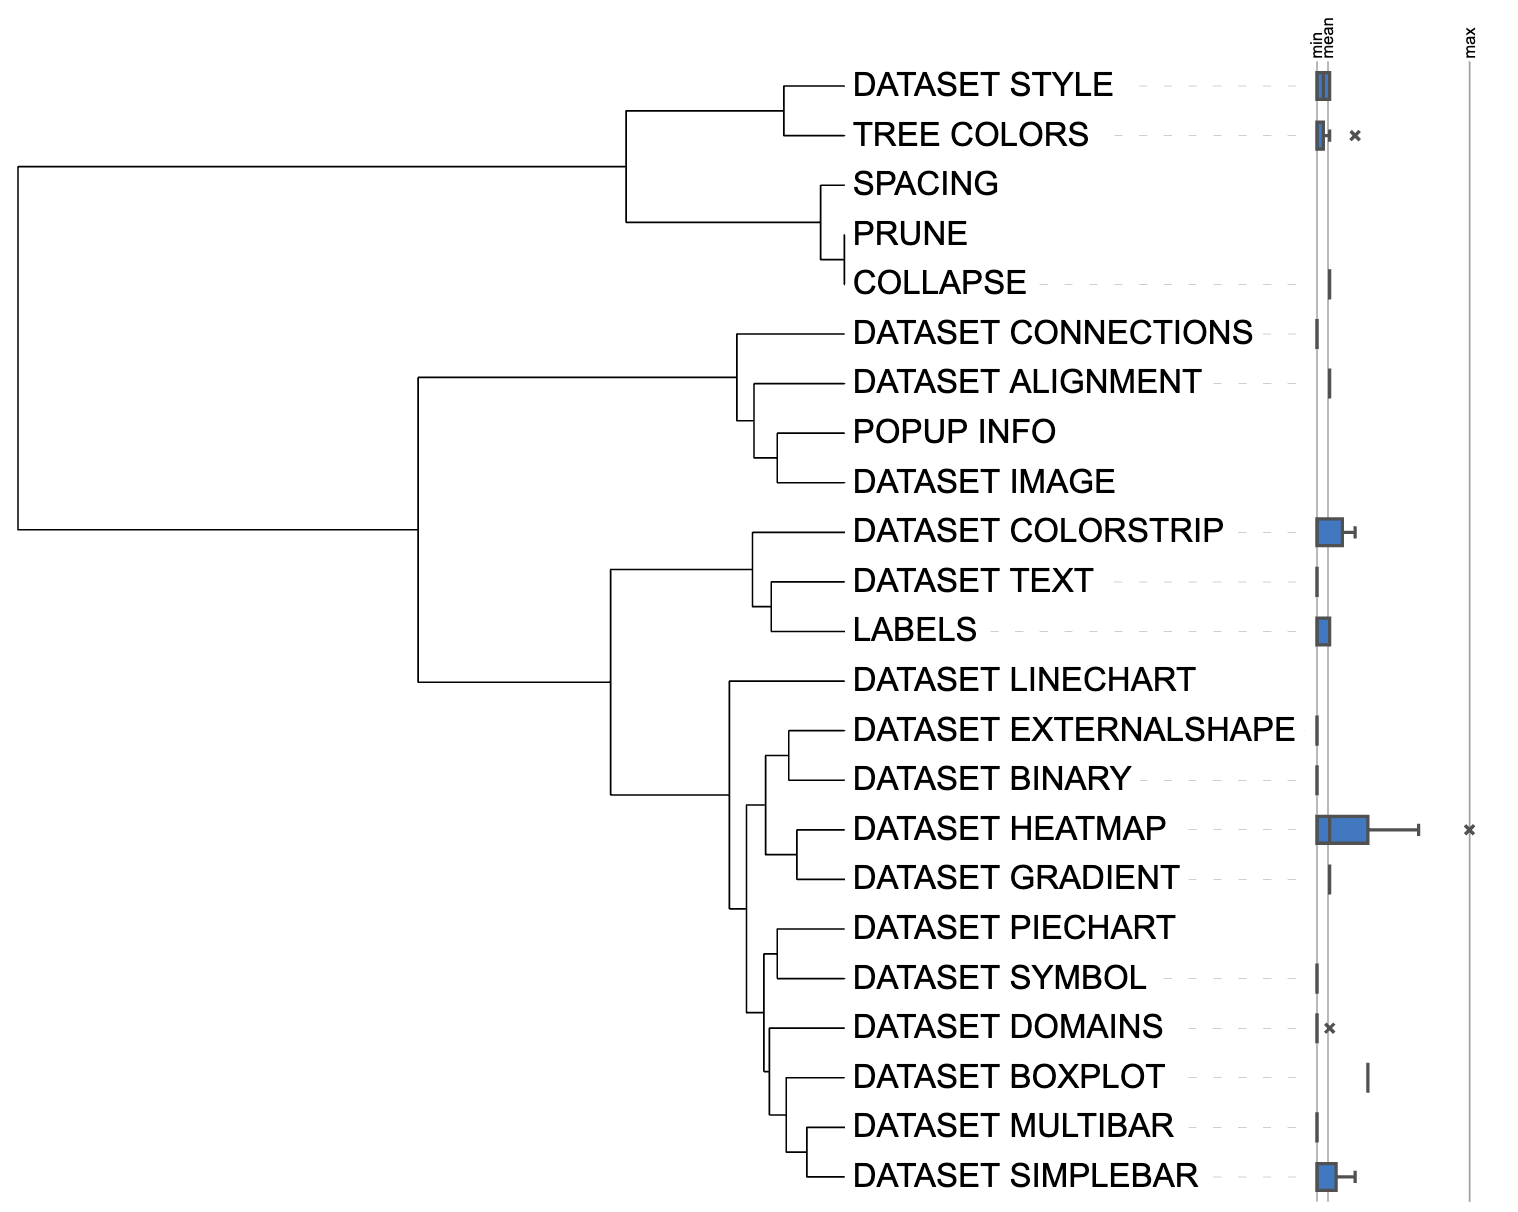 min
mean
max
DATASET STYLE
TREE COLORS
SPACING
PRUNE
COLLAPSE
DATASET CONNECTIONS
DATASET ALIGNMENT
POPUP INFO
DATASET IMAGE
DATASET COLORSTRIP
DATASET TEXT
LABELS
DATASET LINECHART
DATASET EXTERNALSHAPE
DATASET BINARY
DATASET HEATMAP
DATASET GRADIENT
DATASET PIECHART
DATASET SYMBOL
DATASET DOMAINS
DATASET BOXPLOT
DATASET MULTIBAR
DATASET SIMPLEBAR